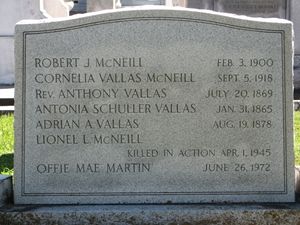 ROBERT J. McNEILL FEB. 3, 1900
CORNELIA VALLAS McNEILL SEPT. 5, 1918
REV. ANTHONY VALLAS JULY 20, 1869
ANTONIA SCHULLER VALLAS JAN. 31, 1865
ADRIAN A. VALLAS AUG. 19, 1878
LIONEL L. McNEILL
KILLED IN ACTION APR. 1, 1945
OFFIE MAE MARTIN JUNE 26, 1972